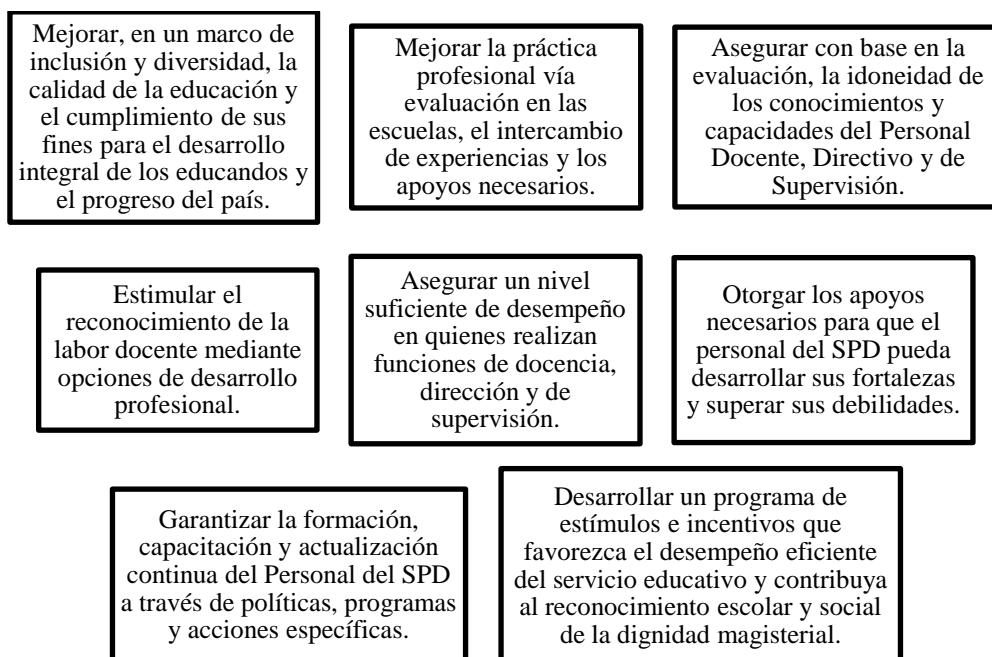 Mejorar, en un marco de
inclusión y diversidad, la
calidad de la educación y
el cumplimiento de sus
fines para el desarrollo
integral de los educandos y
el progreso del país.
Mejorar la práctica
profesional vía
evaluación en las
escuelas, el intercambio
de experiencias y los
apoyos necesarios.
Asegurar con base en la
evaluación, la idoneidad de
los conocimientos y
capacidades del Personal
Docente, Directivo y de
Supervisión.
Estimular el
reconocimiento de la
labor docente mediante
opciones de desarrollo
profesional.
Asegurar un nivel
suficiente de desempeño
en quienes realizan
funciones de docencia,
dirección y de
supervisión.
Otorgar los apoyos
necesarios para que el
personal del SPD pueda
desarrollar sus fortalezas
y superar sus debilidades.
Garantizar la formación,
capacitación y actualización
continua del Personal del SPD
a través de políticas, programas
y acciones específicas.
Desarrollar un programa de
estímulos e incentivos que
favorezca el desempeño eficiente
del servicio educativo y contribuya
al reconocimiento escolar y social
de la dignidad magisterial.